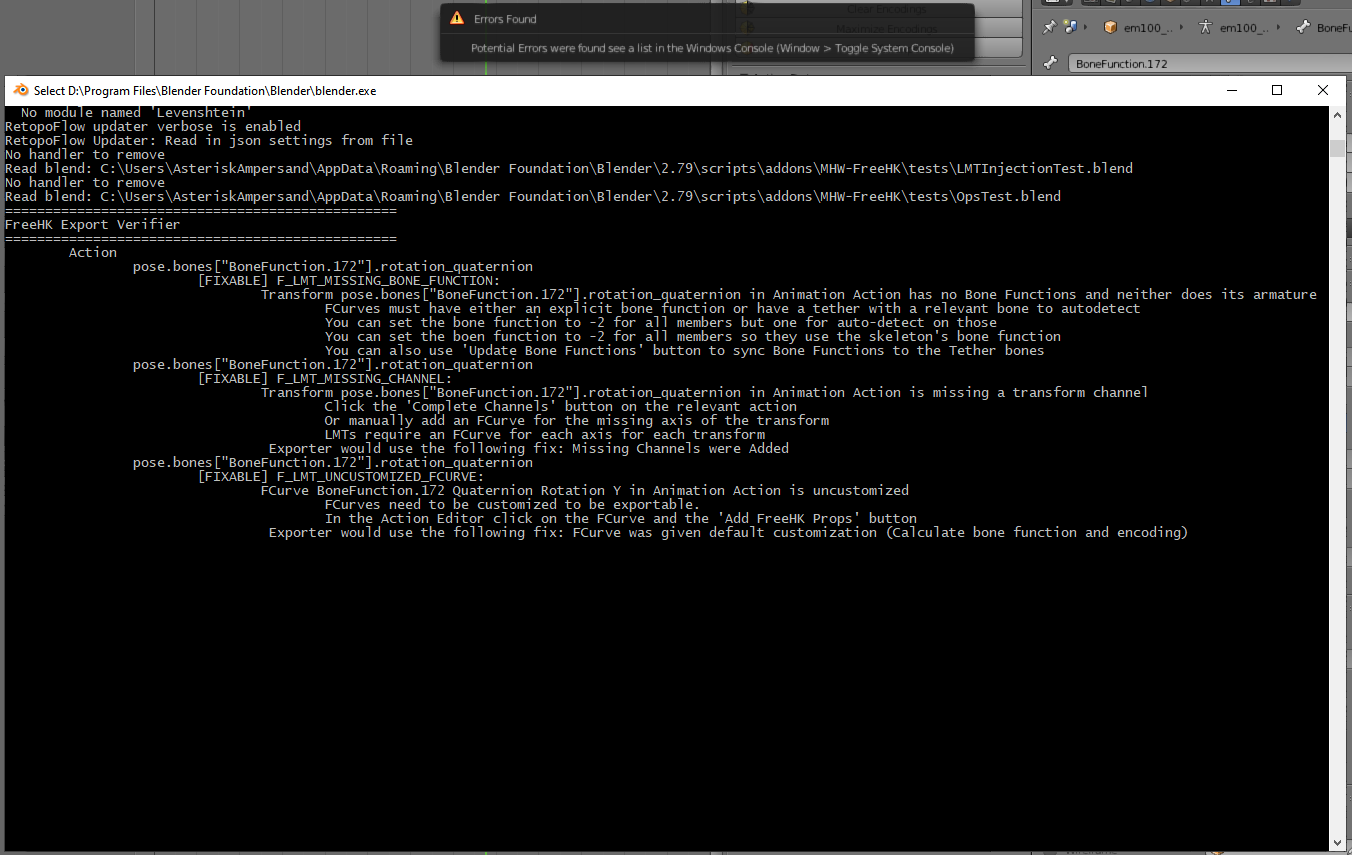 Errors Found
Potential Errors were found see a list in the Windows Console (Window > Toggle System Console)
Clear Encodings
Maximize Encodings
em100_..
em100_..
BoneFu
BoneFunction.172
Select D:\Program Files\Blender Foundation\Blender\blender.exe
No module named 'Levenshtein'
RetopoFlow updater verbose is enabled
RetopoFlow Updater: Read in json settings from file
No handler to remove
Read blend: C:\Users\AsteriskAmpersand\AppData\Roaming\Blender Foundation\Blender\2.79\scripts\addons\MHW-FreeHK\tests\LMTInjectionTest.blend
No handler to remove
Read blend: C:\Users\AsteriskAmpersand\AppData\Roaming\Blender Foundation\Blender\2.79\scripts\addons\MHW-FreeHK\tests\OpsTest.blend
=================================================
FreeHK Export Verifier
=================================================
Action
pose.bones["BoneFunction.172"].rotation_quaternion
[FIXABLE] F_LMT_MISSING_BONE_FUNCTION:
Transform pose.bones["BoneFunction.172"].rotation_quaternion in Animation Action has no Bone Functions and neither does its armature
FCurves must have either an explicit bone function or have a tether with a relevant bone to autodetect
You can set the bone function to -2 for all members but one for auto-detect on those
You can set the boen function to -2 for all members so they use the skeleton's bone function
You can also use 'Update Bone Functions' button to sync Bone Functions to the Tether bones
pose.bones["BoneFunction.172"].rotation_quaternion
[FIXABLE] F_LMT_MISSING_CHANNEL:
Transform pose.bones["BoneFunction.172"].rotation_quaternion in Animation Action is missing a transform channel
Click the 'Complete Channels' button on the relevant action
Or manually add an FCurve for the missing axis of the transform
LMTs require an FCurve for each axis for each transform
Exporter would use the following fix: Missing Channels were Added
pose.bones["BoneFunction.172"].rotation_quaternion
[FIXABLE] F_LMT_UNCUSTOMIZED_FCURVE:
FCurve BoneFunction.172 Quaternion Rotation Y in Animation Action is uncustomized
FCurves need to be customized to be exportable.
In the Action Editor click on the FCurve and the 'Add FreeHK Props' button
Exporter would use the following fix: FCurve was given default customization (Calculate bone function and encoding)